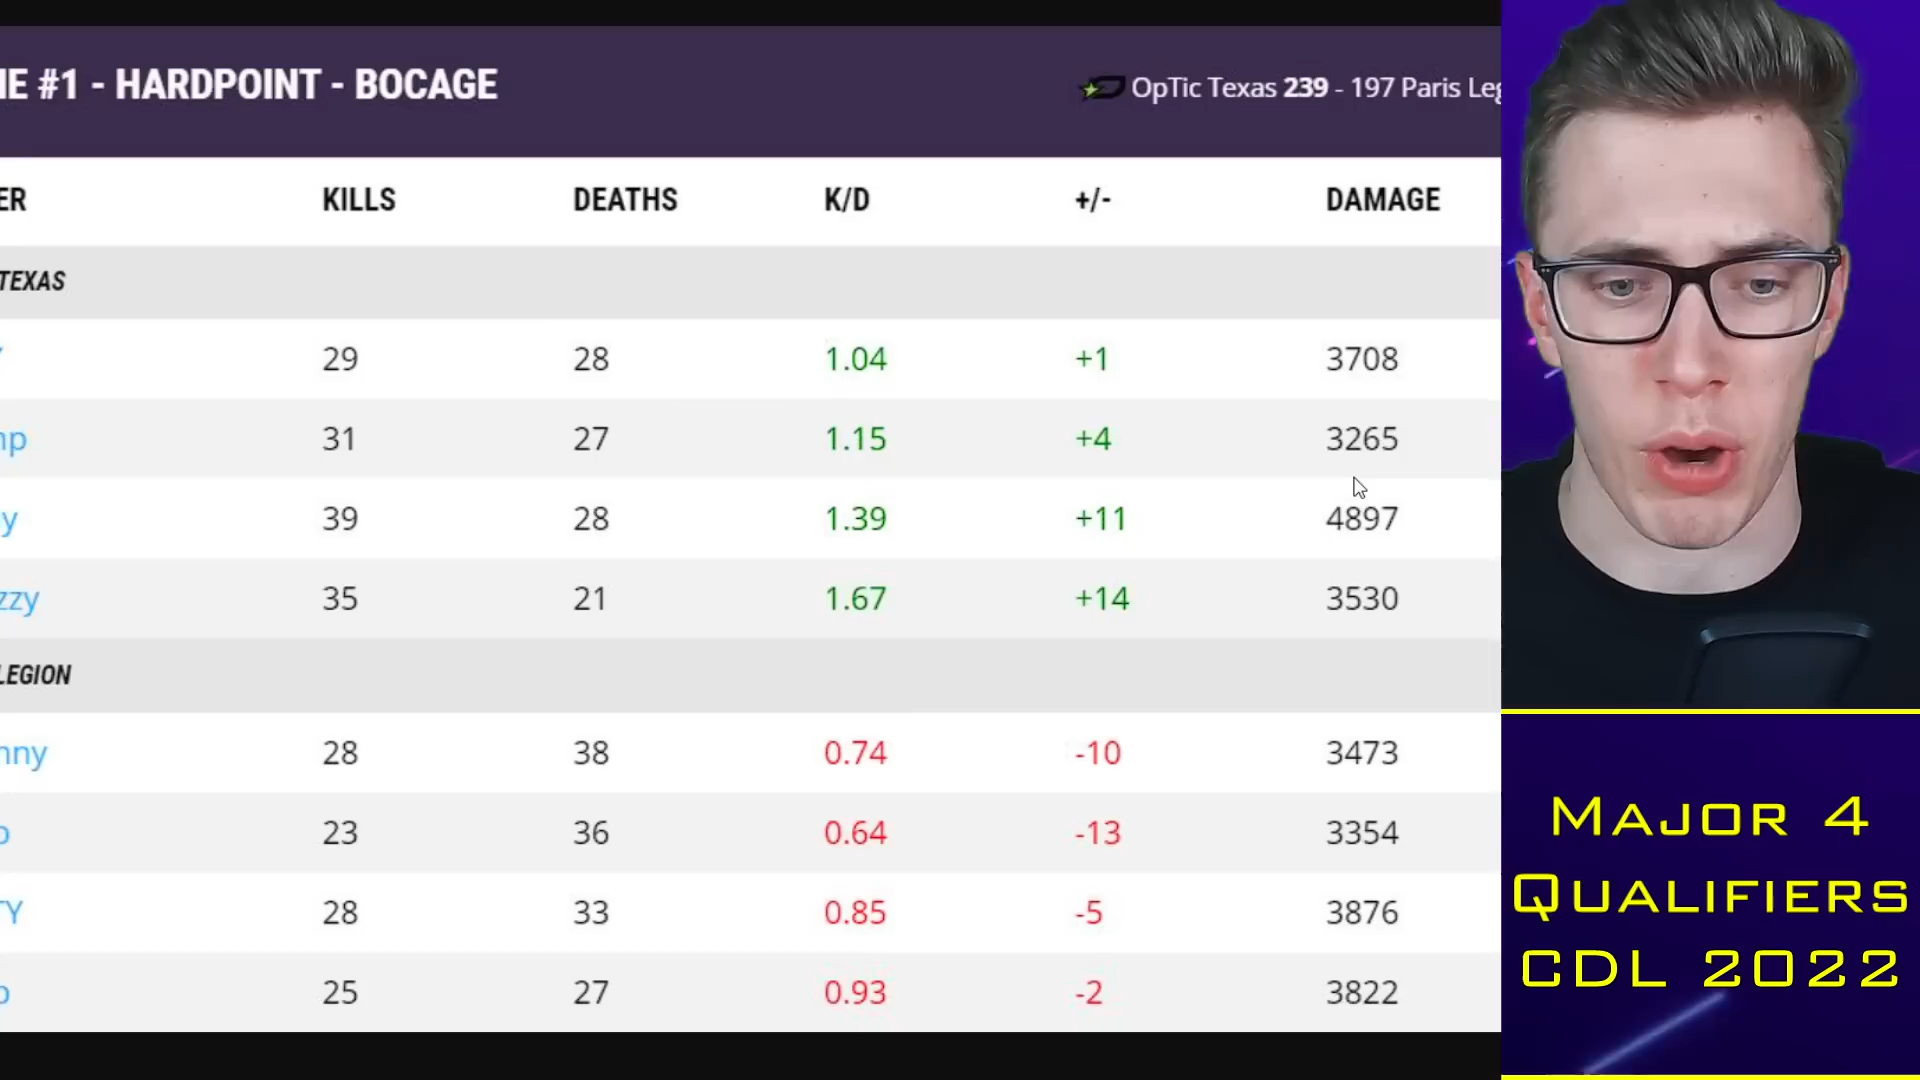 IE #1 - HARDPOINT - BOCAGE
OpTic Texas 239 - 197 Paris Leg
ER KILLS DEATHS K/D +/- DAMAGE
TEXAS
29 28 1.04 +1 3708
mp 31 27 1.15 +4 3265
y 39 28 1.39 +11 4897
zzy 35 21 1.67 +14 3530
LEGION
nny 28 38 0.74 -10 3473
p 23 36 0.64 -13 3354
TY 28 33 0.85 -5 3876
p 25 27 0.93 -2 3822
MAJOR 4
QUALIFIERS
CDL 2022